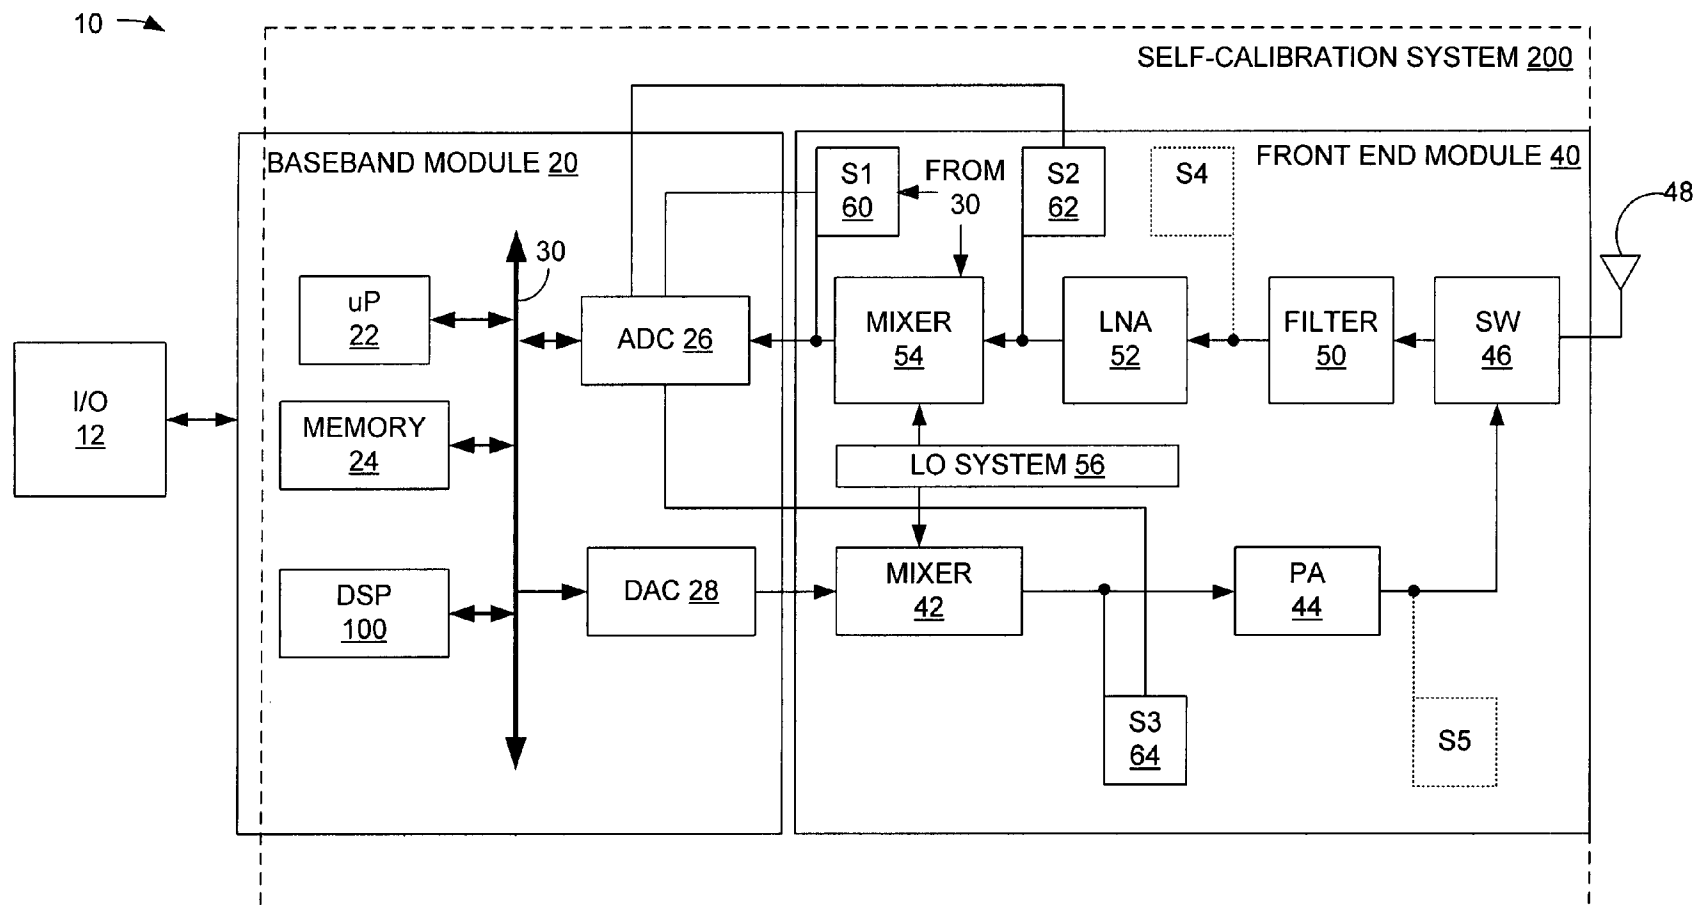 10
SELF-CALIBRATION SYSTEM 200
BASEBAND MODULE 20
FRONT END MODULE 40
S1
60
FROM
30
S2
62
S4
48
30
uP
22
ADC 26
MIXER
54
LNA
52
FILTER
50
SW
46
I/O
12
MEMORY
24
LO SYSTEM 56
DSP
100
DAC 28
MIXER
42
PA
44
S3
64
S5